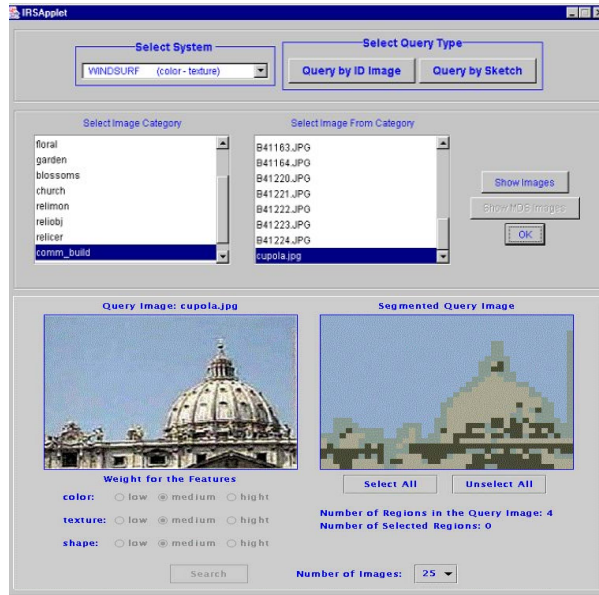 IRSApplet
Select System
Select Query Type
WINDSURF (color - texture)
Query by ID Image
Query by Sketch
Select Image Category
Select Image From Category
floral
garden
blossoms
church
relimon
reliobj
relicer
comm_build
B41163.JPG
B41164.JPG
B41220.JPG
B41221.JPG
B41222.JPG
B41223.JPG
B41224.JPG
cupola.jpg
Show Images
Show MDS Images
OK
Query Image: cupola.jpg
Segmented Query Image
Weight for the Features
color: low medium hight
texture: low medium hight
shape: low medium hight
Select All
Unselect All
Number of Regions in the Query Image: 4
Number of Selected Regions: 0
Search
Number of Images: 25